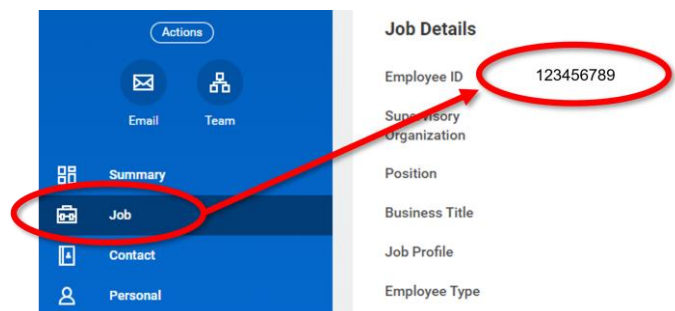 Actions
Email
Team
Summary
Job
Contact
Personal
Job Details
Employee ID 123456789
Supervisory
Organization
Position
Business Title
Job Profile
Employee Type